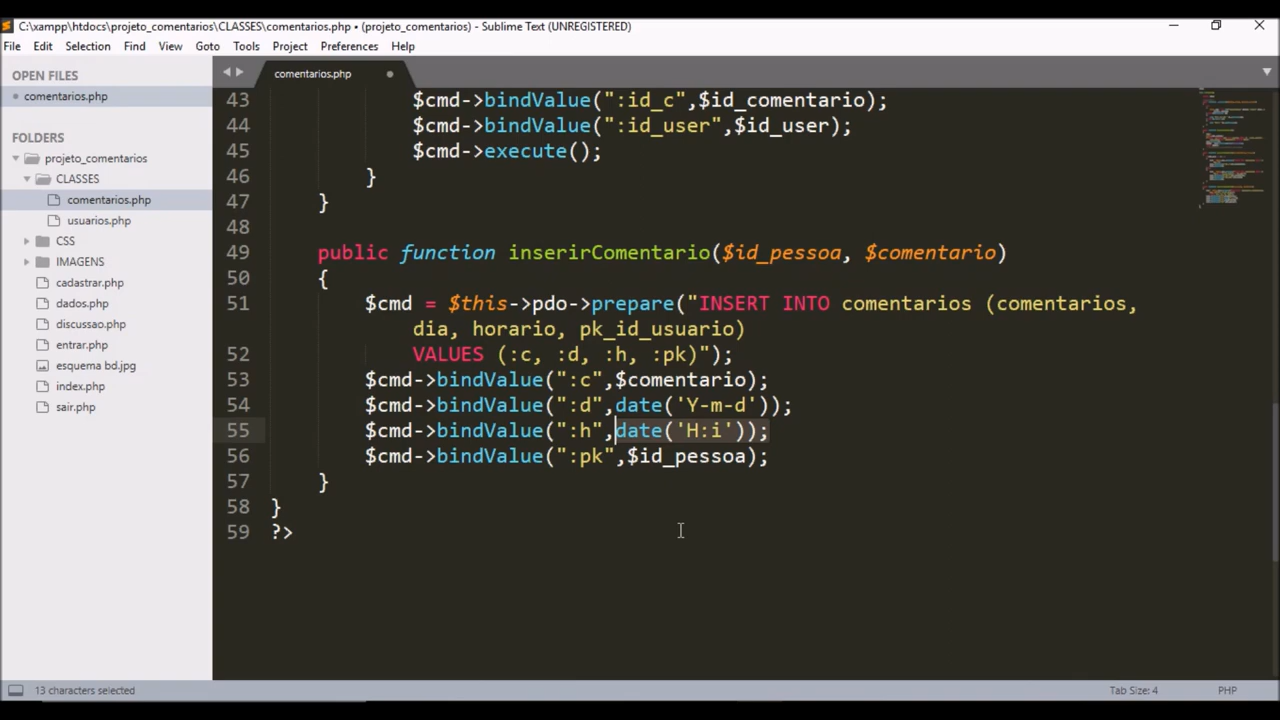 C:\xampp\htdocs\projeto_comentarios\CLASSES\comentarios.php • (projeto_comentarios) - Sublime Text (UNREGISTERED)
File Edit Selection Find View Goto Tools Project Preferences Help
OPEN FILES
comentarios.php
FOLDERS
projeto_comentarios
CLASSES
comentarios.php
usuarios.php
CSS
IMAGENS
cadastrar.php
dados.php
discussao.php
entrar.php
esquema bd.jpg
index.php
sair.php
comentarios.php
43 $cmd->bindValue(":id_c",$id_comentario);
44 $cmd->bindValue(":id_user",$id_user);
45 $cmd->execute();
46 }
47 }
48
49 public function inserirComentario($id_pessoa, $comentario)
50 {
51 $cmd = $this->pdo->prepare("INSERT INTO comentarios (comentarios,
dia, horario, pk_id_usuario)
52 VALUES (:c, :d, :h, :pk)");
53 $cmd->bindValue(":c",$comentario);
54 $cmd->bindValue(":d",date('Y-m-d'));
55 $cmd->bindValue(":h",date('H:i'));
56 $cmd->bindValue(":pk",$id_pessoa);
57 }
58 }
59 ?>
13 characters selected
Tab Size: 4
PHP